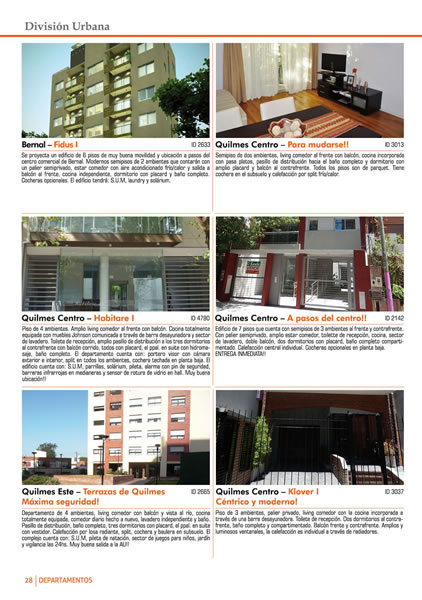 División Urbana
Bernal – Fidus I ID 2633
Se proyecta un edificio de 6 pisos de muy buena movilidad y ubicación a pasos del
centro comercial de Bernal. Modernos semipisos de 2 ambientes que contarán con
un palier semiprivado, estar comedor con aire acondicionado frío/calor y salida a
balcón al frente, cocina independiente, dormitorio con placard y baño completo.
Cocheras opcionales. El edificio tendrá: S.U.M, laundry y solárium.
Quilmes Centro – Para mudarse!! ID 3013
Semipiso de dos ambientes, living comedor al frente con balcón, cocina incorporada
con pasa platos, pasillo de distribución hacia el baño completo y dormitorio con
amplio placard y balcón al contrafrente. Todos los pisos son de parquet. Tiene
cochera en el subsuelo y calefacción por split frío/calor.
Quilmes Centro – Habitare I ID 4780
Piso de 4 ambientes. Amplio living comedor al frente con balcón. Cocina totalmente
equipada con muebles Johnson comunicada a través de barra desayunadora y sector
de lavadero. Toilete de recepción, amplio pasillo de distribución a los tres dormitorios
al contrafrente con balcón corrido, todos con placard, el ppal. en suite con hidroma-
saje, baño completo. El departamento cuenta con: portero visor con cámara
exterior e interior, split en todos los ambientes, cochera techada en planta baja. El
edificio cuenta con: S.U.M, parrillas, solárium, pileta, alarma con pin de seguridad,
barreras infrarrojas en medianeras y sensor de rotura de vidrio en hall. Muy buena
ubicación!!
Quilmes Centro – A pasos del centro!! ID 2142
Edificio de 7 pisos que cuenta con semipisos de 3 ambientes al frente y contrafrente.
Con palier semiprivado, amplio estar comedor, toilette de recepción, cocina, sector
de lavadero, doble balcón, dos dormitorios con placard, baño completo comparti-
mentado. Calefacción central individual. Cocheras opcionales en planta baja.
ENTREGA INMEDIATA!!
Quilmes Este – Terrazas de Quilmes ID 2665
Máxima seguridad!
Departamento de 4 ambientes, living comedor con balcón y vista al río, cocina
totalmente equipada, comedor diario hecho a nuevo, lavadero independiente y baño.
Pasillo de distribución, baño completo, tres dormitorios con placard, el ppal. en suite
con vestidor. Calefacción por losa radiante, split, cochera y baulera en subsuelo. El
complejo cuenta con: S.U.M, pileta de natación, sector de juegos para niños, jardín
y vigilancia las 24hs. Muy buena salida a la AU!!
Quilmes Centro – Klover I ID 3037
Céntrico y moderno!
Piso de 3 ambientes, palier privado, living comedor con la cocina incorporada a
través de una barra desayunadora. Toilete de recepción. Dos dormitorios al contra-
frente, baño completo y compartimentado. Balcón frente y contrafrente. Amplios y
luminosos ventanales, la calefacción es individual a través de radiadores.
28 | DEPARTAMENTOS